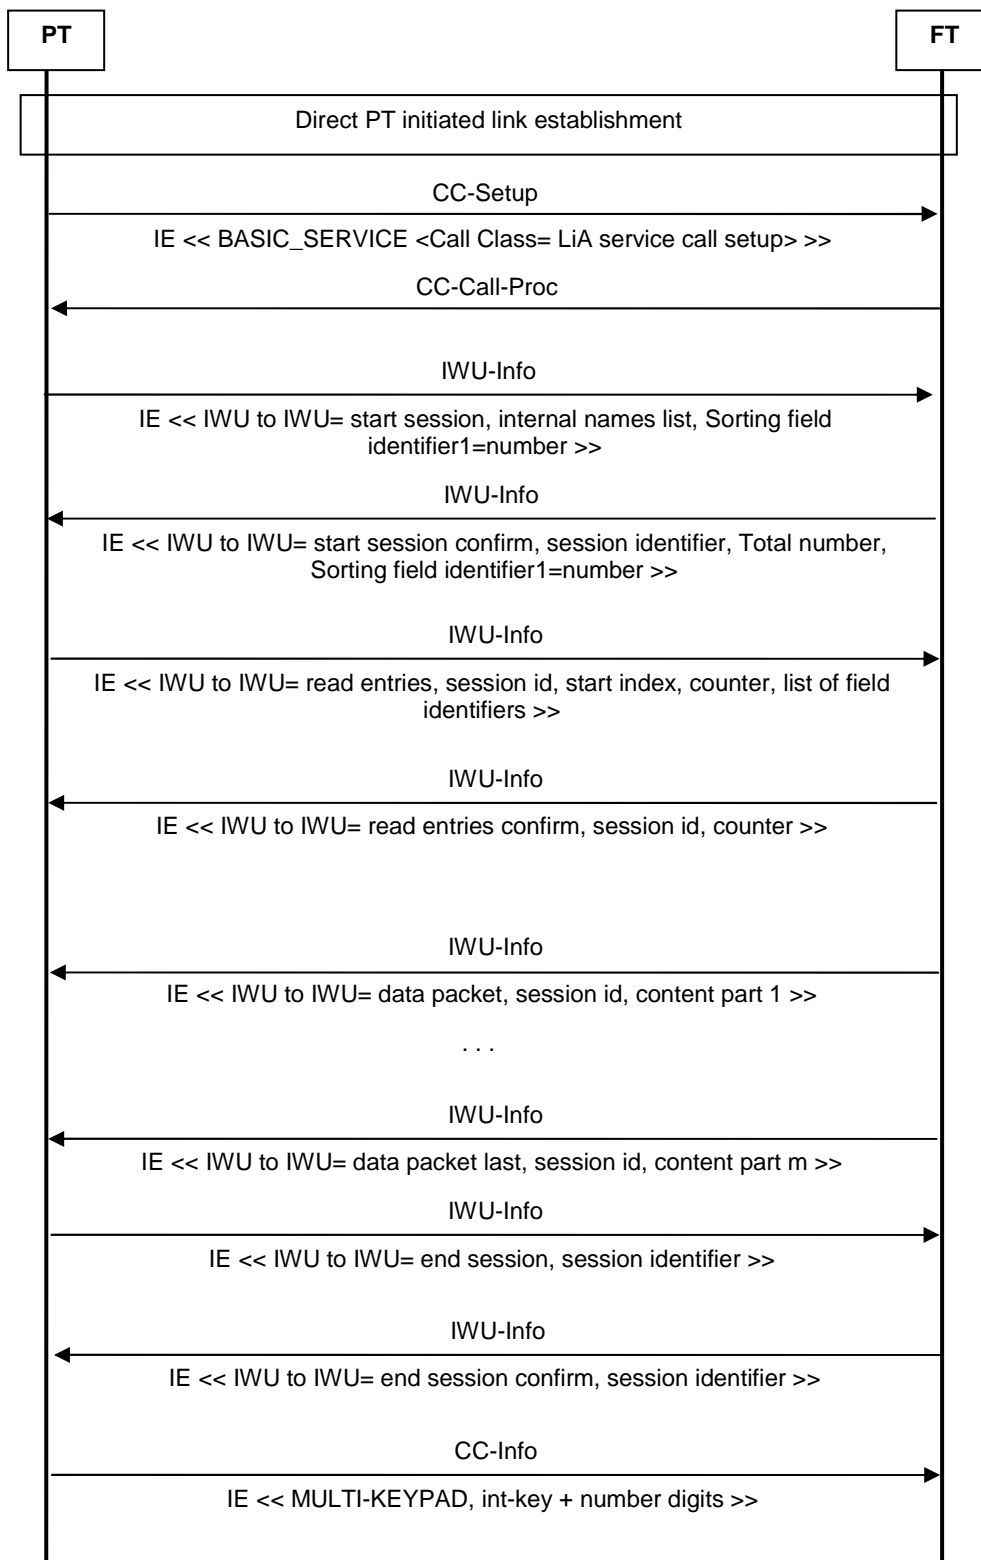 PT
FT
Direct PT initiated link establishment
CC-Setup
IE << BASIC_SERVICE <Call Class= LiA service call setup> >>
CC-Call-Proc
IWU-Info
IE << IWU to IWU= start session, internal names list, Sorting field
identifier1=number >>
IWU-Info
IE << IWU to IWU= start session confirm, session identifier, Total number,
Sorting field identifier1=number >>
IWU-Info
IE << IWU to IWU= read entries, session id, start index, counter, list of field
identifiers >>
IWU-Info
IE << IWU to IWU= read entries confirm, session id, counter >>
IWU-Info
IE << IWU to IWU= data packet, session id, content part 1 >>
. . .
IWU-Info
IE << IWU to IWU= data packet last, session id, content part m >>
IWU-Info
IE << IWU to IWU= end session, session identifier >>
IWU-Info
IE << IWU to IWU= end session confirm, session identifier >>
CC-Info
IE << MULTI-KEYPAD, int-key + number digits >>